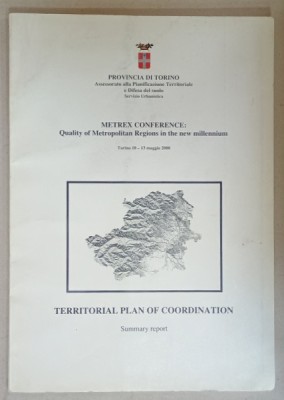 PROVINCIA DI TORINO
Assessorato alla Pianificazione Territoriale
e Difesa del suolo
Servizio Urbanistica
METREX CONFERENCE:
Quality of Metropolitan Regions in the new millennium
Torino 10 - 13 maggio 2000
TERRITORIAL PLAN OF COORDINATION
Summary report